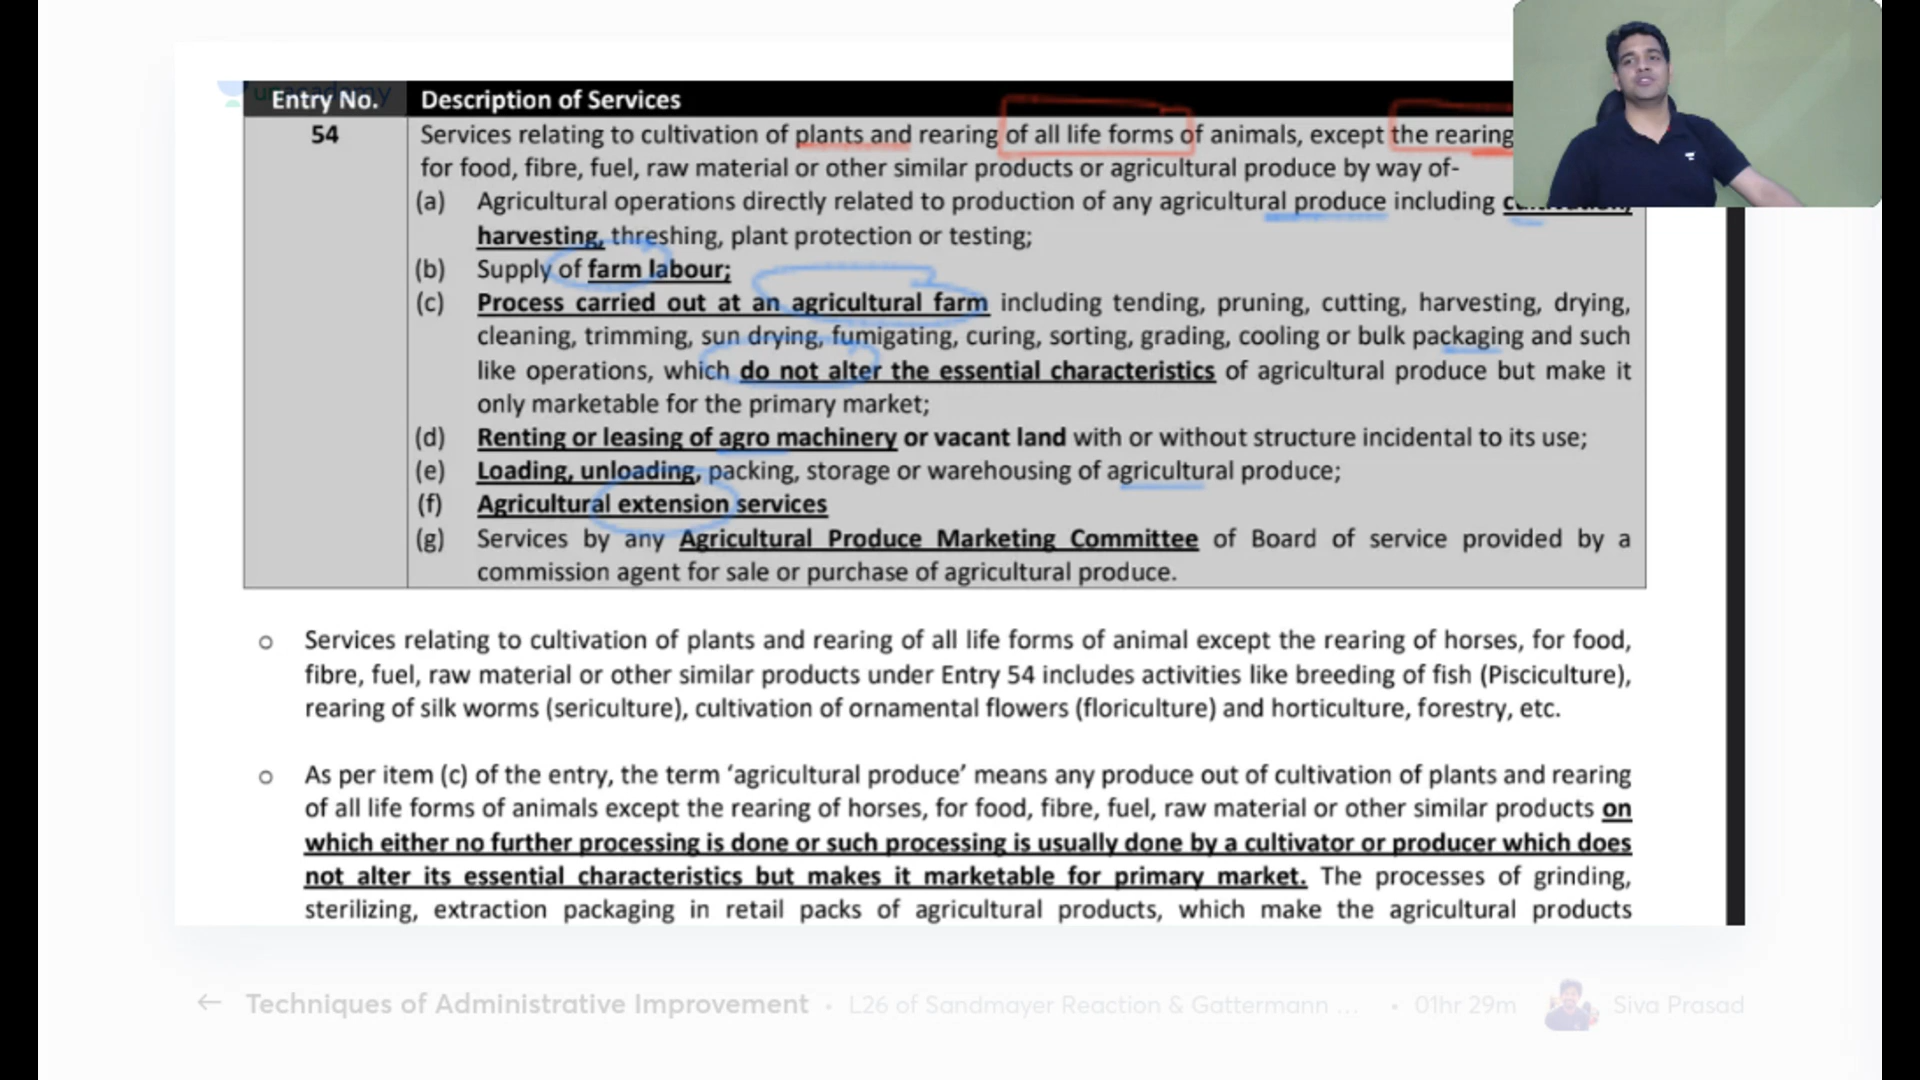 Entry No. Description of Services
54 Services relating to cultivation of plants and rearing of all life forms of animals, except the rearing
for food, fibre, fuel, raw material or other similar products or agricultural produce by way of-
(a) Agricultural operations directly related to production of any agricultural produce including
harvesting, threshing, plant protection or testing;
(b) Supply of farm labour;
(c) Process carried out at an agricultural farm including tending, pruning, cutting, harvesting, drying,
cleaning, trimming, sun drying, fumigating, curing, sorting, grading, cooling or bulk packaging and such
like operations, which do not alter the essential characteristics of agricultural produce but make it
only marketable for the primary market;
(d) Renting or leasing of agro machinery or vacant land with or without structure incidental to its use;
(e) Loading, unloading, packing, storage or warehousing of agricultural produce;
(f) Agricultural extension services
(g) Services by any Agricultural Produce Marketing Committee of Board of service provided by a
commission agent for sale or purchase of agricultural produce.
o Services relating to cultivation of plants and rearing of all life forms of animal except the rearing of horses, for food,
fibre, fuel, raw material or other similar products under Entry 54 includes activities like breeding of fish (Pisciculture),
rearing of silk worms (sericulture), cultivation of ornamental flowers (floriculture) and horticulture, forestry, etc.
o As per item (c) of the entry, the term ‘agricultural produce’ means any produce out of cultivation of plants and rearing
of all life forms of animals except the rearing of horses, for food, fibre, fuel, raw material or other similar products on
which either no further processing is done or such processing is usually done by a cultivator or producer which does
not alter its essential characteristics but makes it marketable for primary market. The processes of grinding,
sterilizing, extraction packaging in retail packs of agricultural products, which make the agricultural products
← Techniques of Administrative Improvement • L26 of Sandmayer Reaction & Gattermann ... • 01hr 29m Siva Prasad